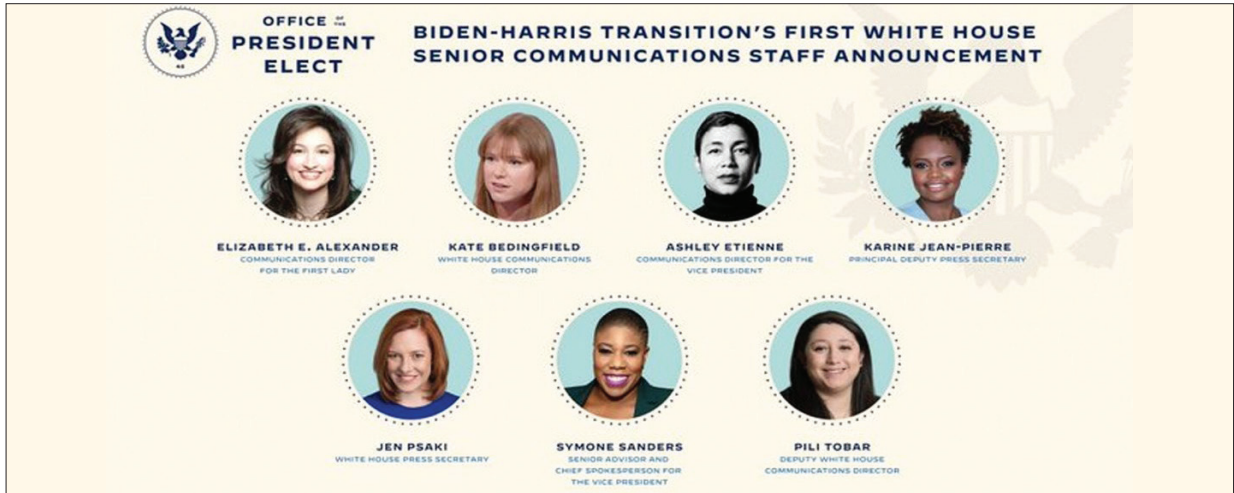 OFFICE OF THE
PRESIDENT
ELECT
BIDEN-HARRIS TRANSITION'S FIRST WHITE HOUSE
SENIOR COMMUNICATIONS STAFF ANNOUNCEMENT
46
ELIZABETH E. ALEXANDER
COMMUNICATIONS DIRECTOR
FOR THE FIRST LADY
KATE BEDINGFIELD
WHITE HOUSE COMMUNICATIONS
DIRECTOR
ASHLEY ETIENNE
COMMUNICATIONS DIRECTOR FOR THE
VICE PRESIDENT
KARINE JEAN-PIERRE
PRINCIPAL DEPUTY PRESS SECRETARY
JEN PSAKI
WHITE HOUSE PRESS SECRETARY
SYMONE SANDERS
SENIOR ADVISOR AND
CHIEF SPOKESPERSON FOR
THE VICE PRESIDENT
PILI TOBAR
DEPUTY WHITE HOUSE
COMMUNICATIONS DIRECTOR